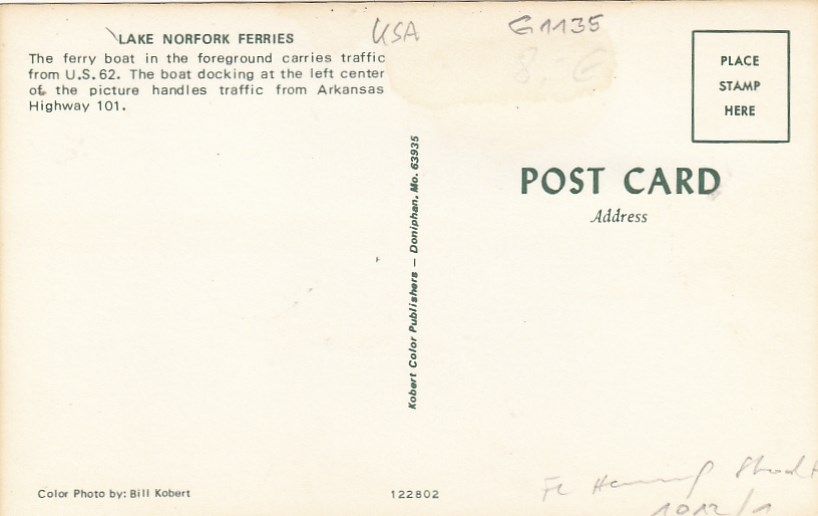 USA
G1135
LAKE NORFORK FERRIES
The ferry boat in the foreground carries traffic
from U.S. 62. The boat docking at the left center
of the picture handles traffic from Arkansas
Highway 101.
PLACE
STAMP
HERE
POST CARD
Address
Kobert Color Publishers — Doniphan, Mo. 63935
Color Photo by: Bill Kobert
122802
1012/1